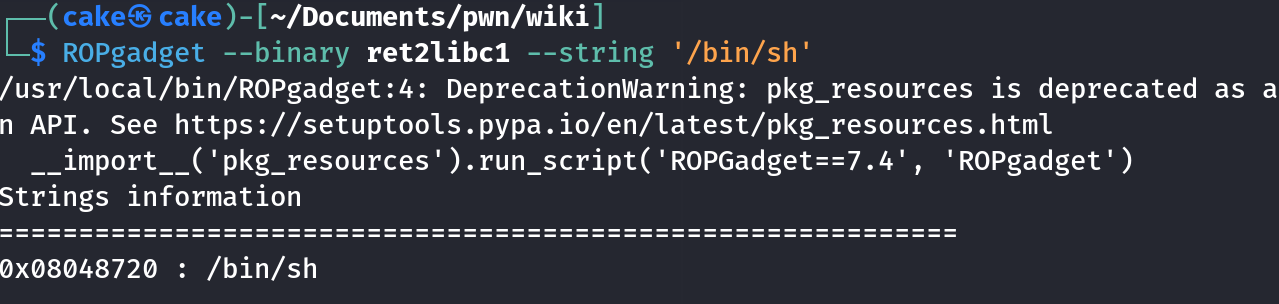 ┌──(cake㉿cake)-[~/Documents/pwn/wiki]
└─$ ROPgadget --binary ret2libc1 --string '/bin/sh'
/usr/local/bin/ROPgadget:4: DeprecationWarning: pkg_resources is deprecated as a
n API. See https://setuptools.pypa.io/en/latest/pkg_resources.html
  __import__('pkg_resources').run_script('ROPGadget==7.4', 'ROPgadget')
Strings information
============================================================
0x08048720 : /bin/sh